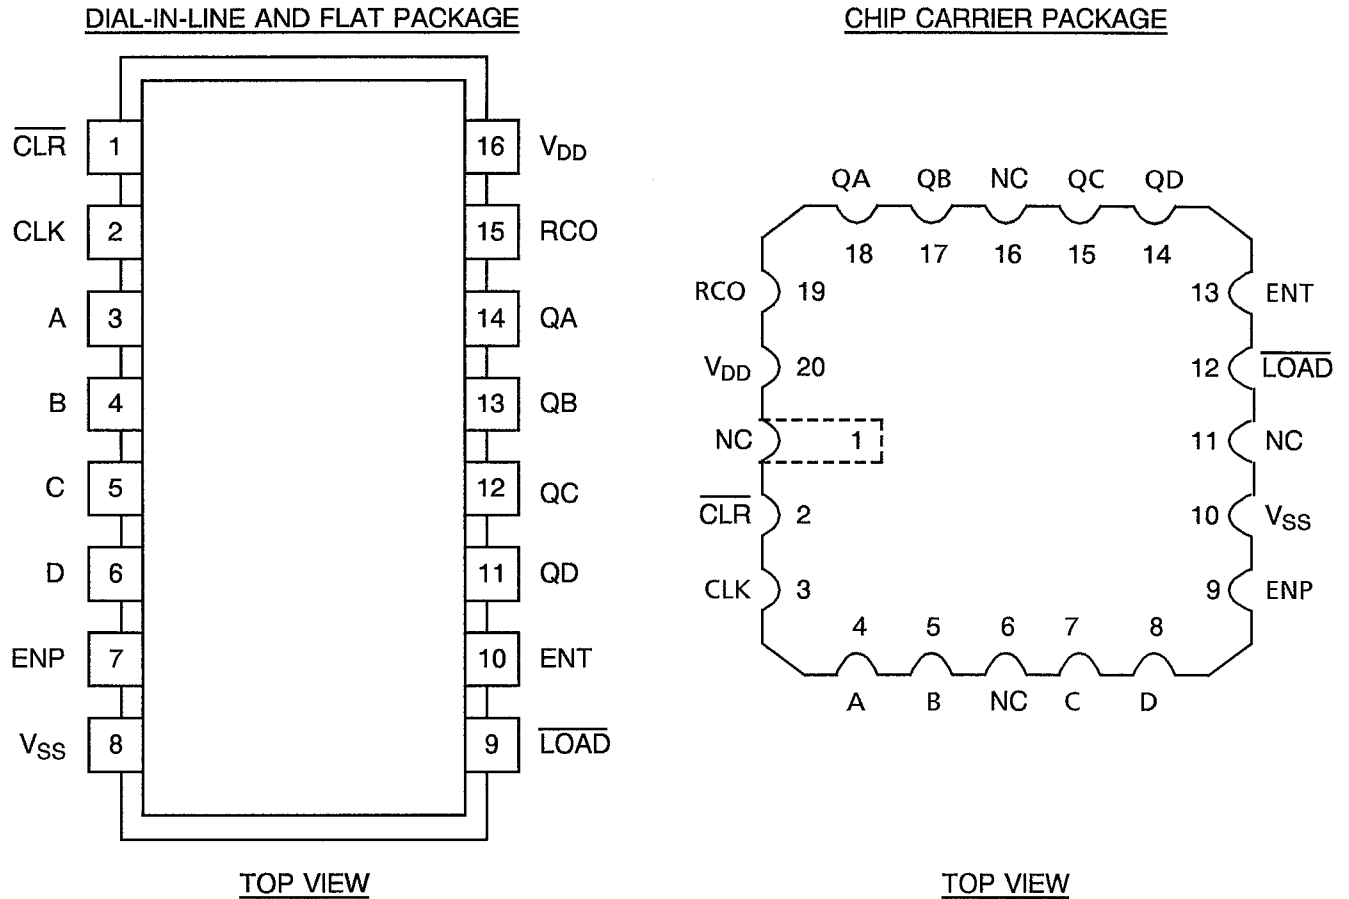 DIAL-IN-LINE AND FLAT PACKAGE
CLR 1 16 VDD
CLK 2 15 RCO
A 3 14 QA
B 4 13 QB
C 5 12 QC
D 6 11 QD
ENP 7 10 ENT
VSS 8 9 LOAD
TOP VIEW
CHIP CARRIER PACKAGE
QA QB NC QC QD
18 17 16 15 14
RCO 19 13 ENT
VDD 20 12 LOAD
NC 1 11 NC
CLR 2 10 VSS
CLK 3 9 ENP
4 5 6 7 8
A B NC C D
TOP VIEW